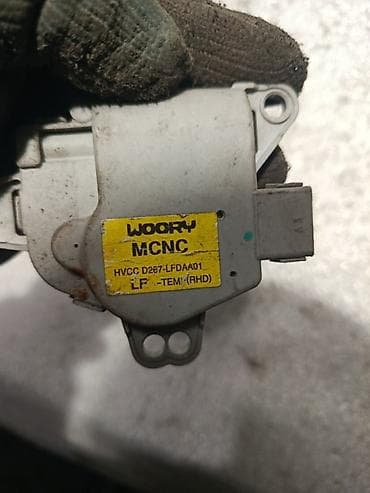 WOORY
MCNC
HVCC D267-LFDAA01
LF -TEMP(RHD)